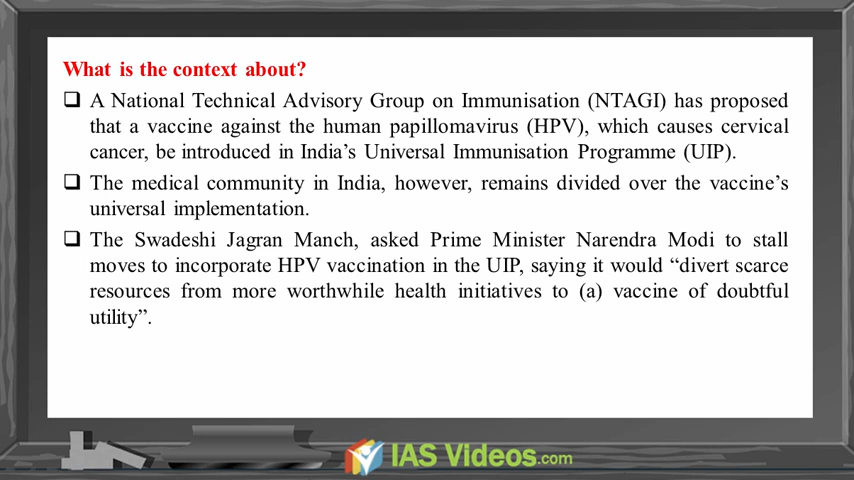 What is the context about?
❑ A National Technical Advisory Group on Immunisation (NTAGI) has proposed
that a vaccine against the human papillomavirus (HPV), which causes cervical
cancer, be introduced in India’s Universal Immunisation Programme (UIP).
❑ The medical community in India, however, remains divided over the vaccine’s
universal implementation.
❑ The Swadeshi Jagran Manch, asked Prime Minister Narendra Modi to stall
moves to incorporate HPV vaccination in the UIP, saying it would “divert scarce
resources from more worthwhile health initiatives to (a) vaccine of doubtful
utility”.
IAS Videos.com